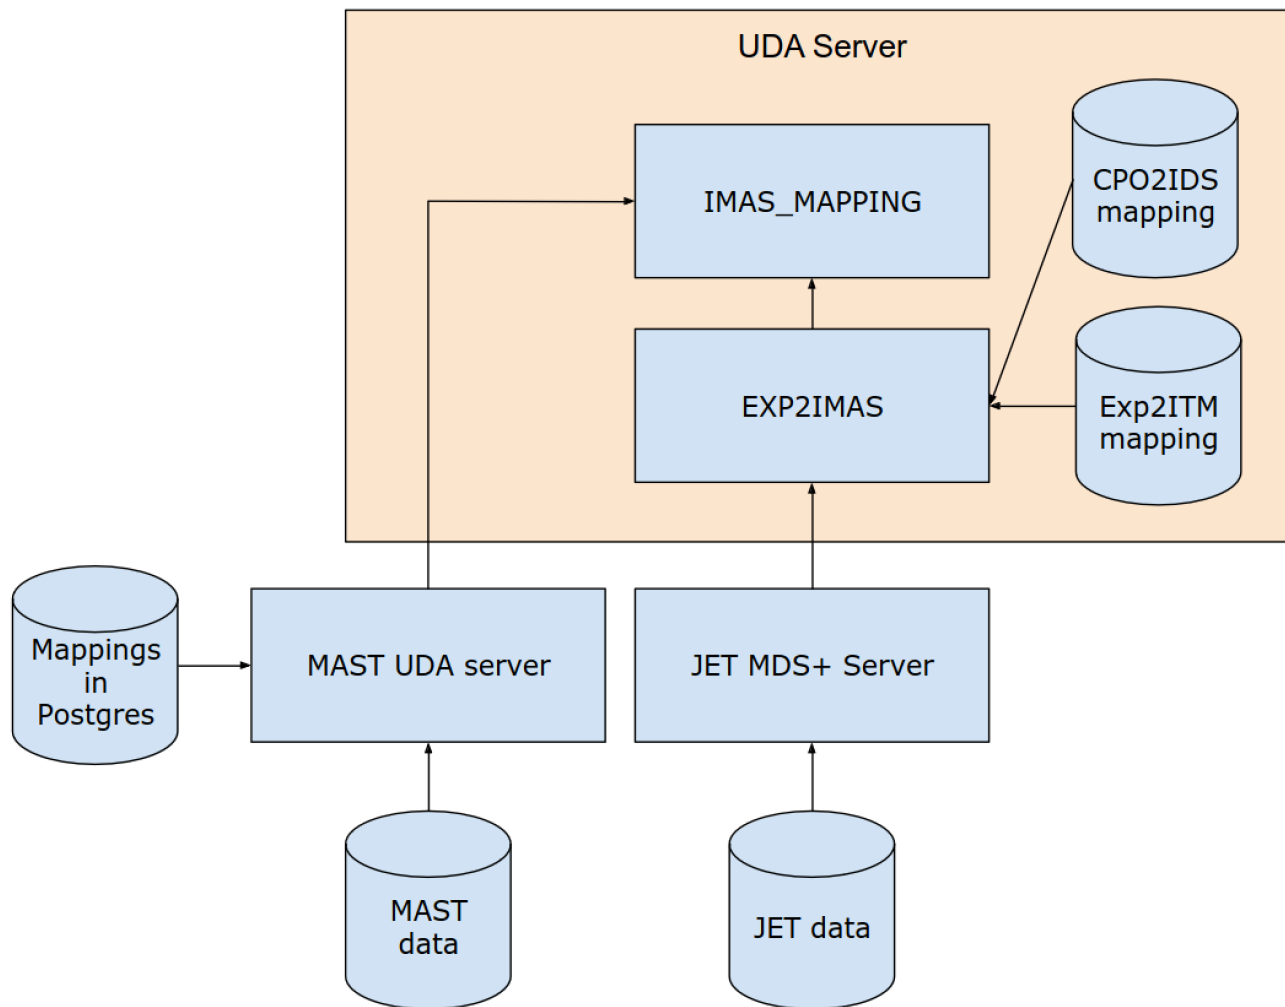 UDA Server
IMAS_MAPPING
CPO2IDS
mapping
EXP2IMAS
Exp2ITM
mapping
Mappings
in
Postgres
MAST UDA server
JET MDS+ Server
MAST
data
JET data